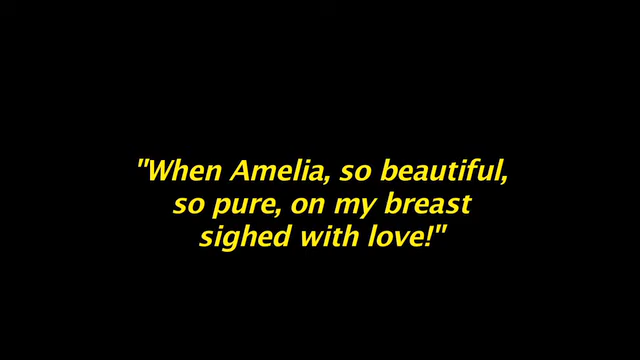 "When Amelia, so beautiful,
so pure, on my breast
sighed with love!"